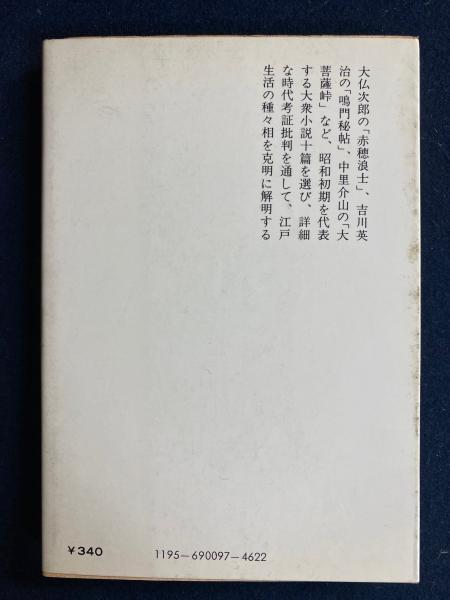 大仏次郎の「赤穂浪士」、吉川英
治の「鳴門秘帖」、中里介山の「大
菩薩峠」など、昭和初期を代表
する大衆小説十篇を選び、詳細
な時代考証批判を通して、江戸
生活の種々相を克明に解明する
¥340
1195-690097-4622